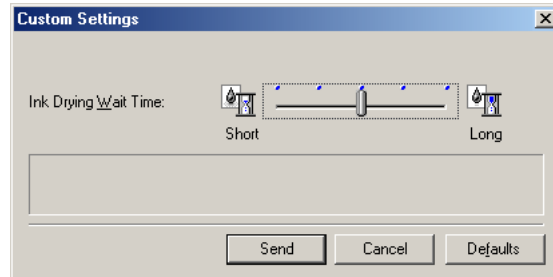 Custom Settings
Ink Drying Wait Time:
Short
Long
Send
Cancel
Defaults